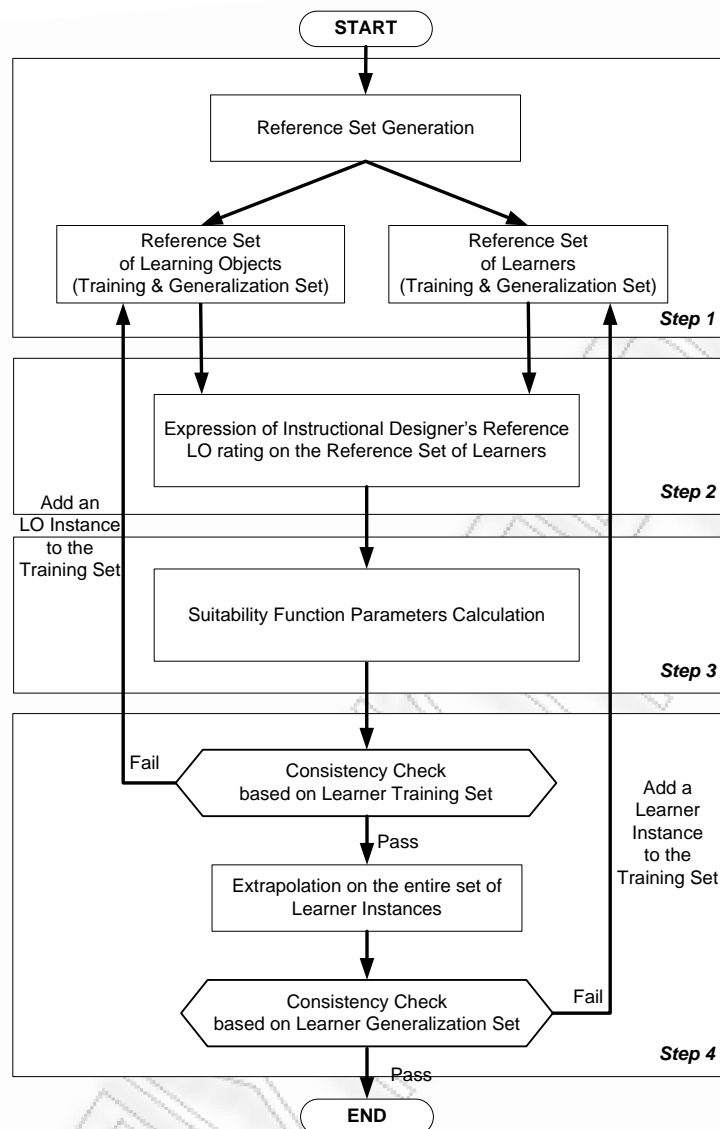 START
Reference Set Generation
Reference Set
of Learning Objects
(Training & Generalization Set)
Reference Set
of Learners
(Training & Generalization Set)
Step 1
Expression of Instructional Designer's Reference
LO rating on the Reference Set of Learners
Step 2
Add an
LO Instance
to the
Training Set
Suitability Function Parameters Calculation
Step 3
Fail
Consistency Check
based on Learner Training Set
Add a
Learner
Instance
to the
Training Set
Pass
Extrapolation on the entire set of
Learner Instances
Fail
Consistency Check
based on Learner Generalization Set
Step 4
Pass
END